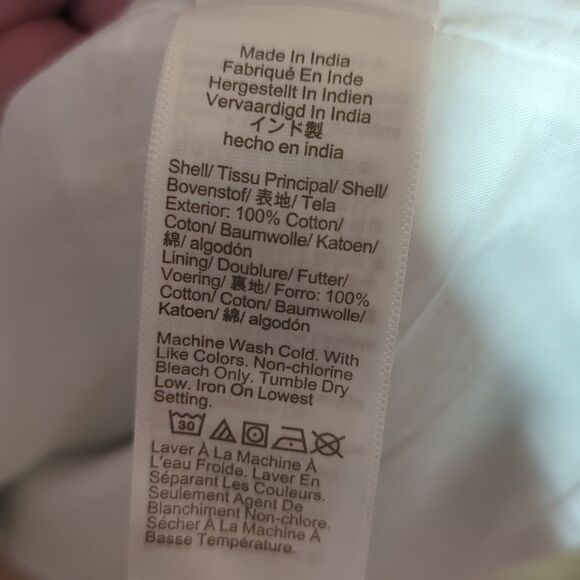 Made In India
Fabriqué En Inde
Hergestellt In Indien
Vervaardigd In India
インド製
hecho en india
Shell/ Tissu Principal/ Shell/
Bovenstof/ 表地/ Tela
Exterior: 100% Cotton/
Coton/ Baumwolle/ Katoen/
綿/ algodón
Lining/ Doublure/ Futter/
Voering/ 裏地/ Forro: 100%
Cotton/ Coton/ Baumwolle/
Katoen/ 綿/ algodón
Machine Wash Cold. With
Like Colors. Non-chlorine
Bleach Only. Tumble Dry
Low. Iron On Lowest
Setting.
30
Laver À La Machine À
L'eau Froide. Laver En
Séparant Les Couleurs.
Seulement Agent De
Blanchiment Non-chlore.
Sécher À La Machine À
Basse Température.